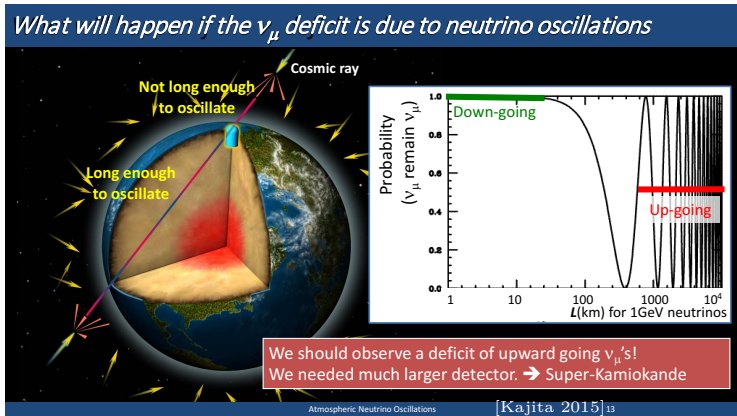 What will happen if the νμ deficit is due to neutrino oscillations
Cosmic ray
Not long enough
to oscillate
Long enough
to oscillate
Probability
(νμ remain νμ)
1.0
0.8
0.6
0.4
0.2
0.0
Down-going
Up-going
1
10
100
1000
10⁴
L(km) for 1GeV neutrinos
We should observe a deficit of upward going νμ's!
We needed much larger detector. ➔ Super-Kamiokande
Atmospheric Neutrino Oscillations
[Kajita 2015]
13